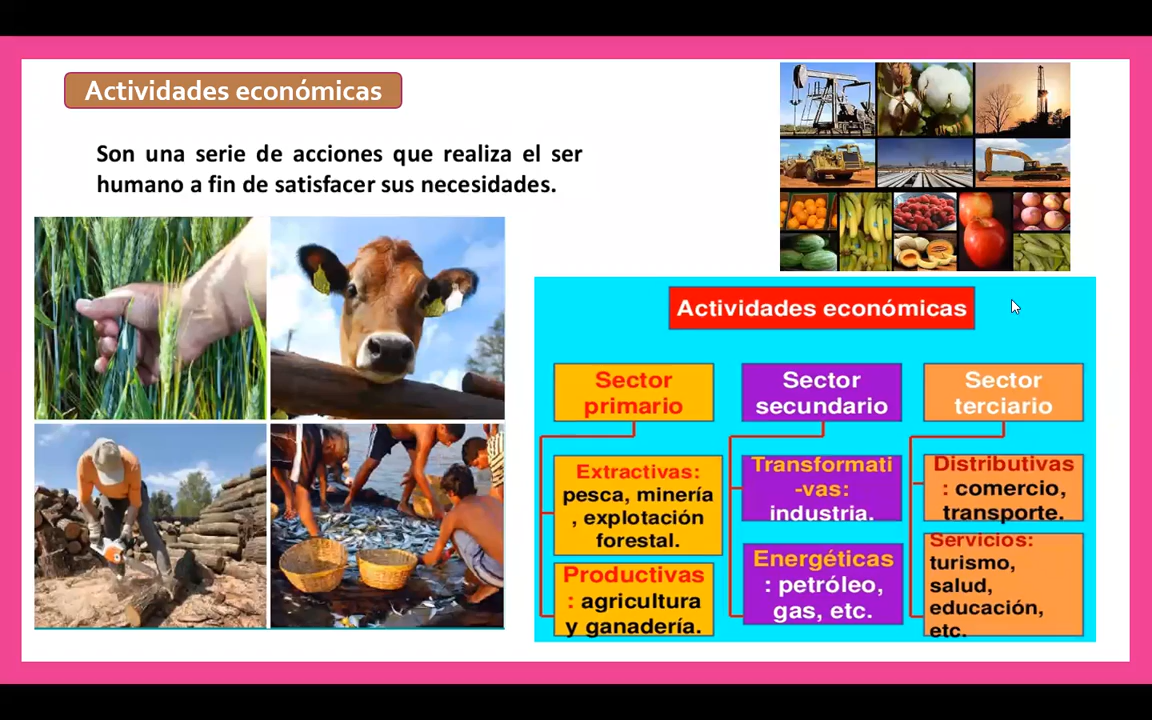 Actividades económicas
Son una serie de acciones que realiza el ser
humano a fin de satisfacer sus necesidades.
Actividades económicas
Sector
primario
Extractivas:
pesca, minería
, explotación
forestal.
Productivas
: agricultura
y ganadería.
Sector
secundario
Transformati
-vas:
industria.
Energéticas
: petróleo,
gas, etc.
Sector
terciario
Distributivas
: comercio,
transporte.
Servicios:
turismo,
salud,
educación,
etc.